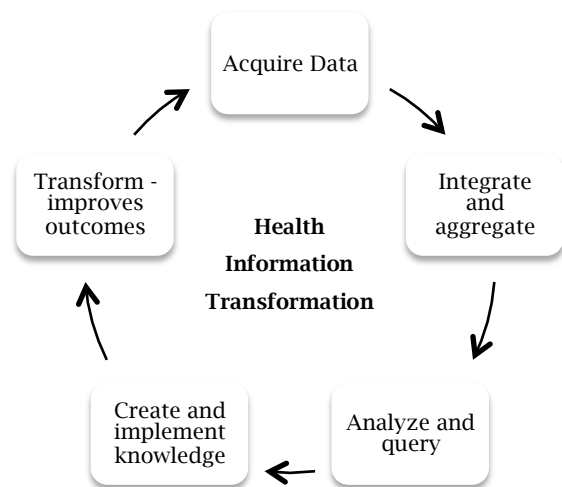 Acquire Data
Integrate
and
aggregate
Analyze and
query
Create and
implement
knowledge
Transform -
improves
outcomes
Health
Information
Transformation